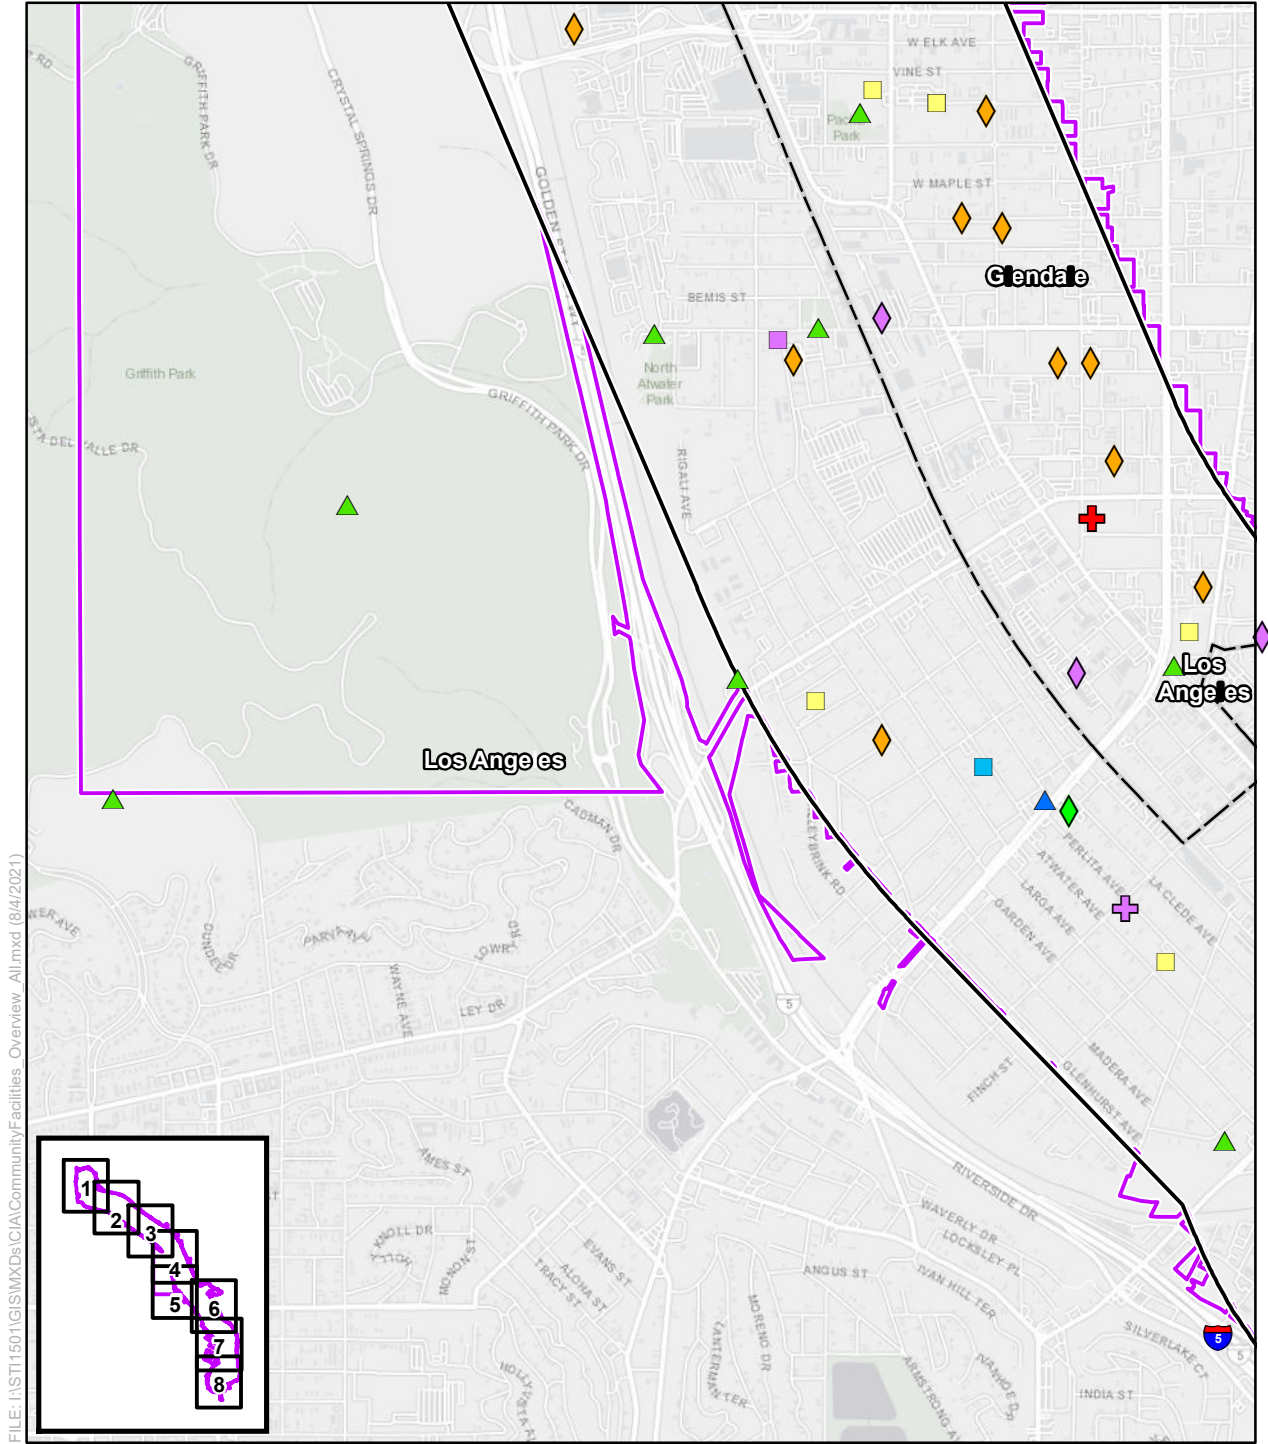 W ELK AVE
VINE ST
GRIFFITH PARK DR
CRYSTAL SPRINGS DR
Park
W MAPLE ST
Glendale
BEMIS ST
North
Atwater
Park
Griffith Park
GRIFFITH PARK DR
RIGALI AVE
Los
Angeles
Los Angeles
CADMAN DR
PERLITA AVE
ATWATER AVE
LARGA AVE
GARDEN AVE
LA CLEDE AVE
DUNDEE DR
LOWRY RD
WAYNE AVE
5
FINCH ST
MADERA AVE
GLENHURST AVE
AMES ST
RIVERSIDE DR
WAVERLY DR
LOCKSLEY PL
KNOLL DR
MONON ST
EVANS ST
ALOHA ST
TRACY ST
ANGUS ST
IVAN HILL TER
MORENO DR
SILVERLAKE CT
INDIA ST
5
5
1
2
3
4
5
6
7
8
FILE: I:\STI1501\GIS\MXDs\CIA\CommunityFacilities_Overview_All.mxd (8/4/2021)